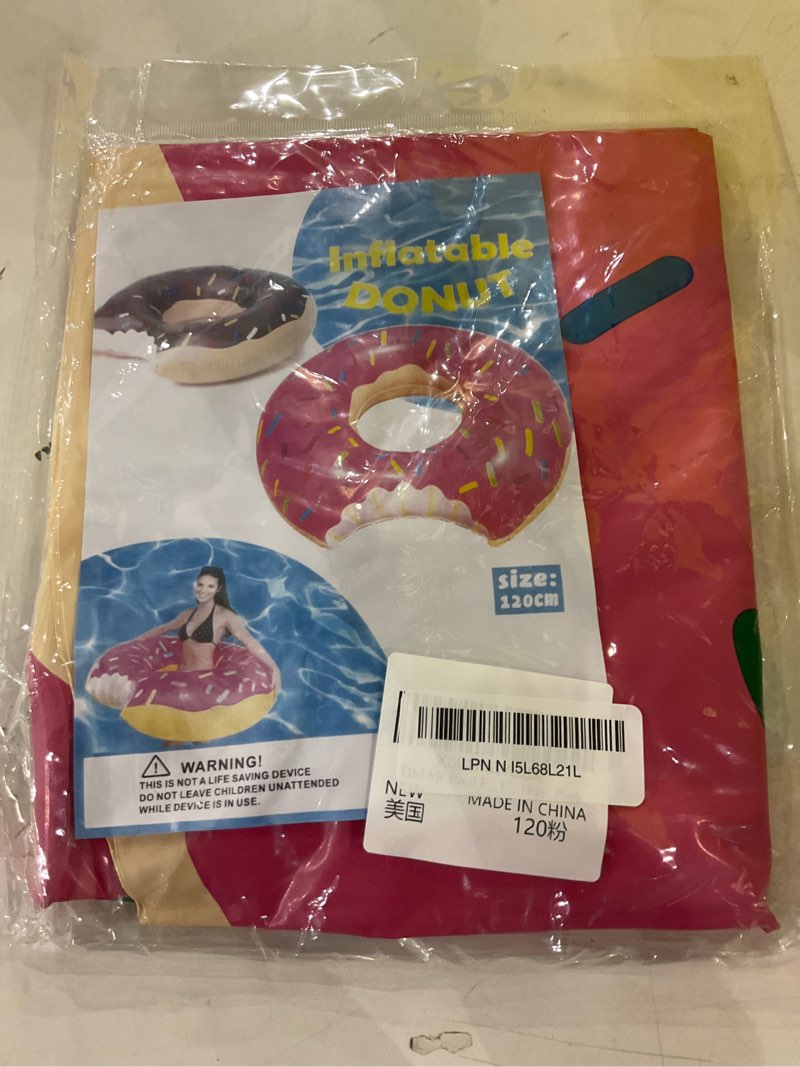 Inflatable
DONUT
size:
120CM
WARNING!
THIS IS NOT A LIFE SAVING DEVICE
DO NOT LEAVE CHILDREN UNATTENDED
WHILE DEVICE IS IN USE.
LPN N I5L68L21L
NEW MADE IN CHINA
美国 120粉